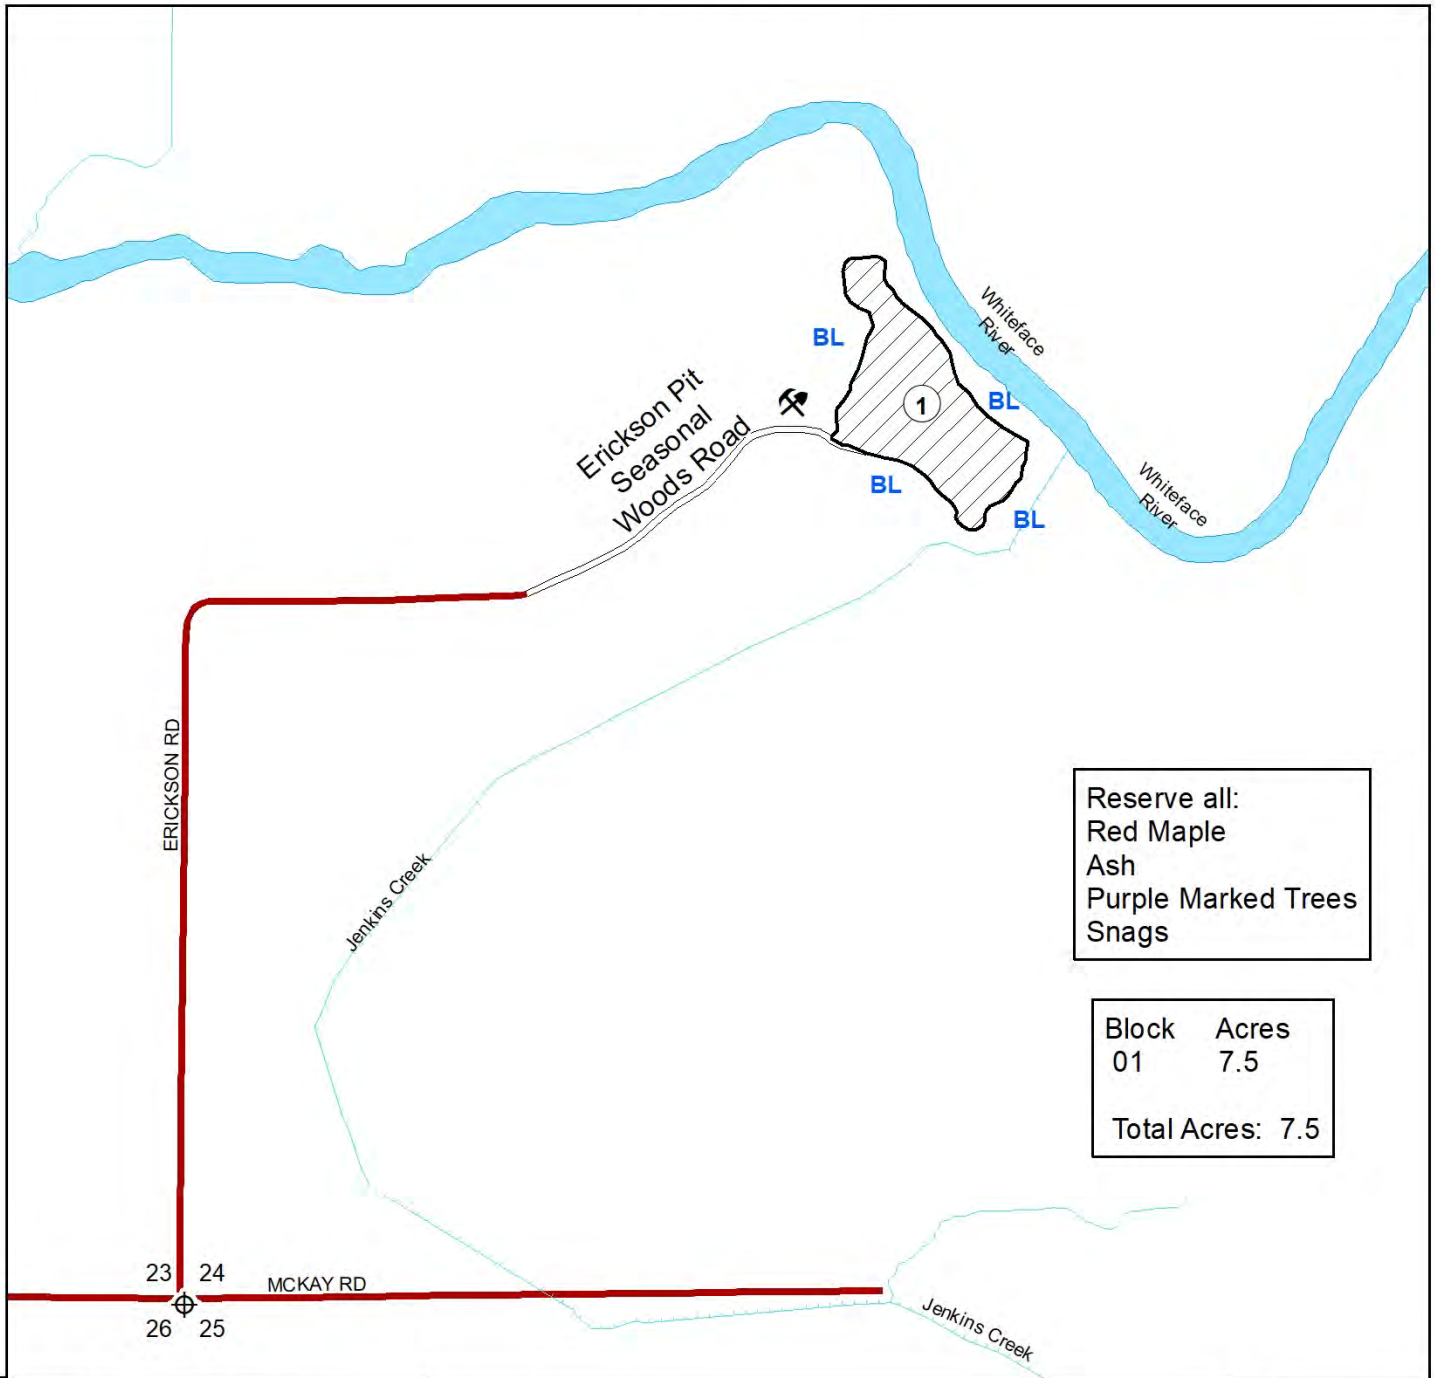 Whiteface
River
BL
Erickson Pit
Seasonal
Woods Road
1
BL
BL
BL
Whiteface
River
ERICKSON RD
Jenkins Creek
Reserve all:
Red Maple
Ash
Purple Marked Trees
Snags
Block Acres
01 7.5
Total Acres: 7.5
23 24
MCKAY RD
26 25
Jenkins Creek